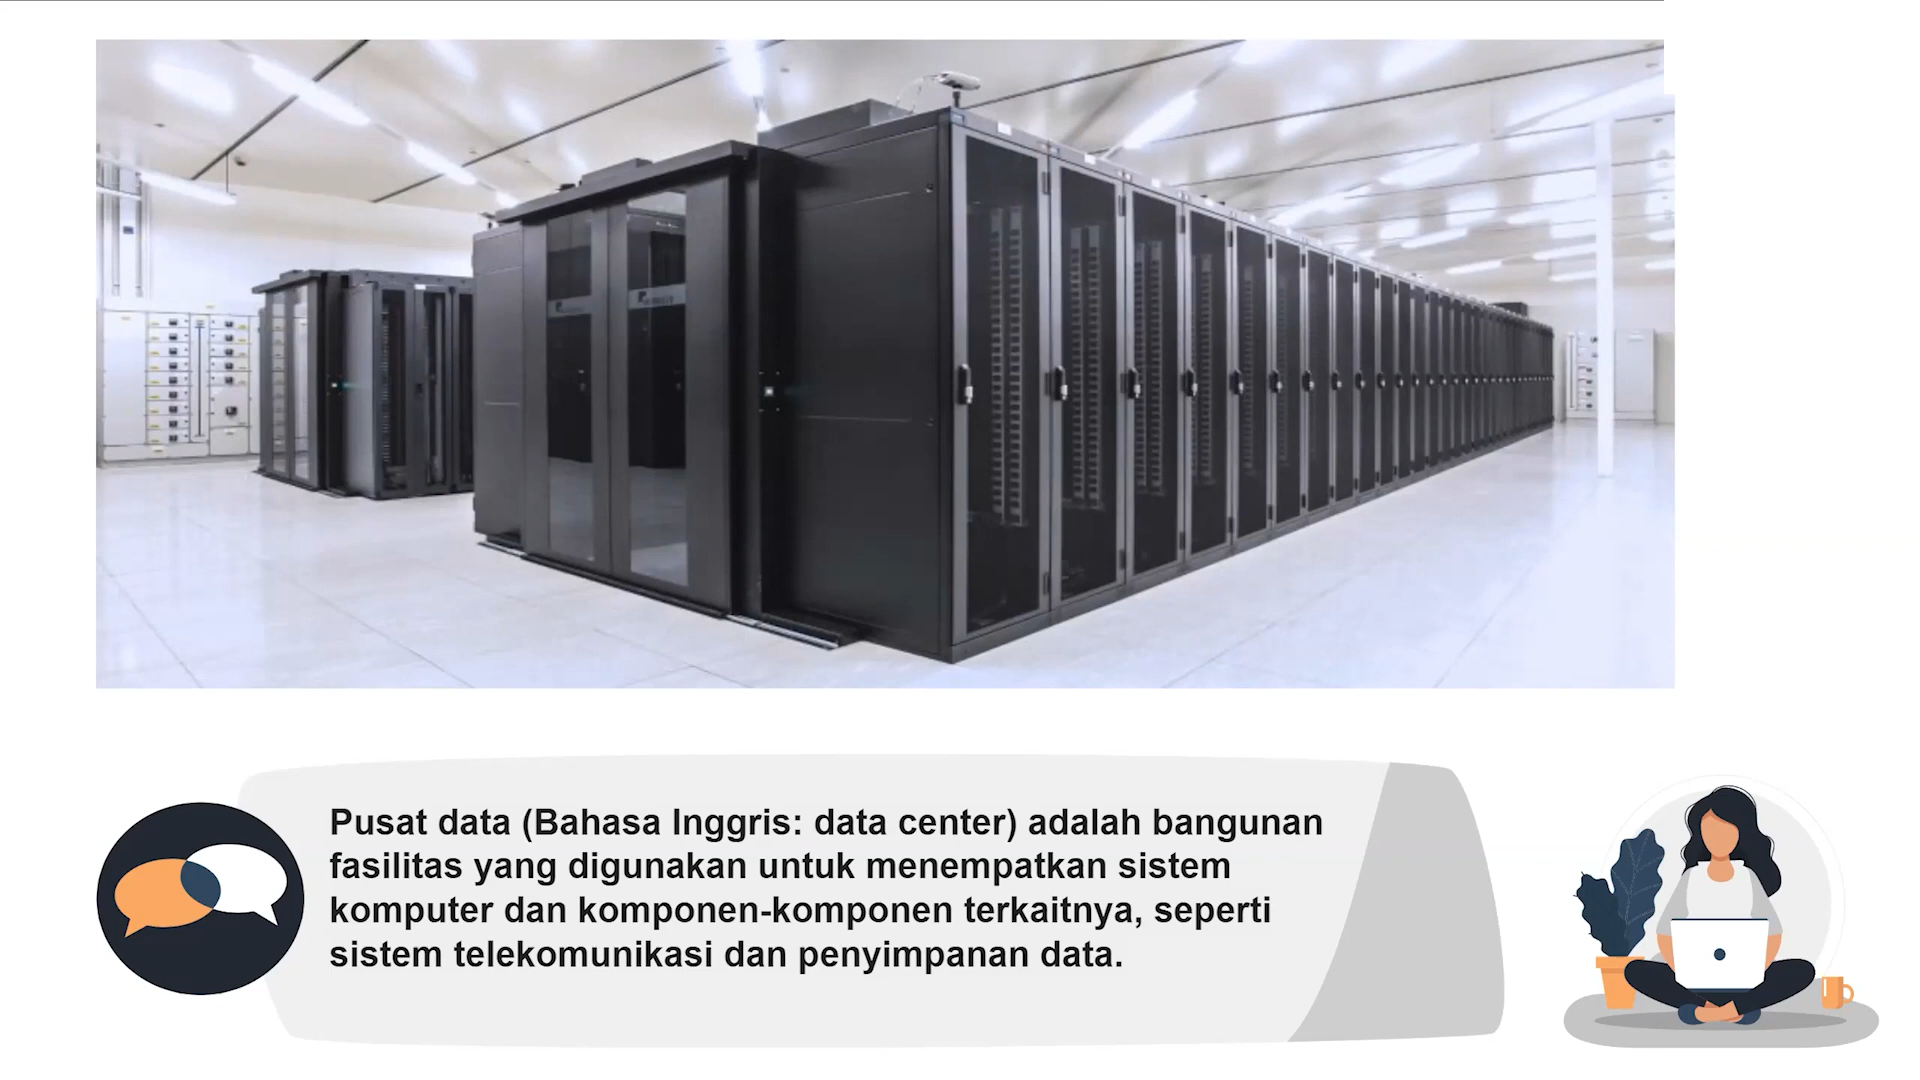 Pusat data (Bahasa Inggris: data center) adalah bangunan
fasilitas yang digunakan untuk menempatkan sistem
komputer dan komponen-komponen terkaitnya, seperti
sistem telekomunikasi dan penyimpanan data.